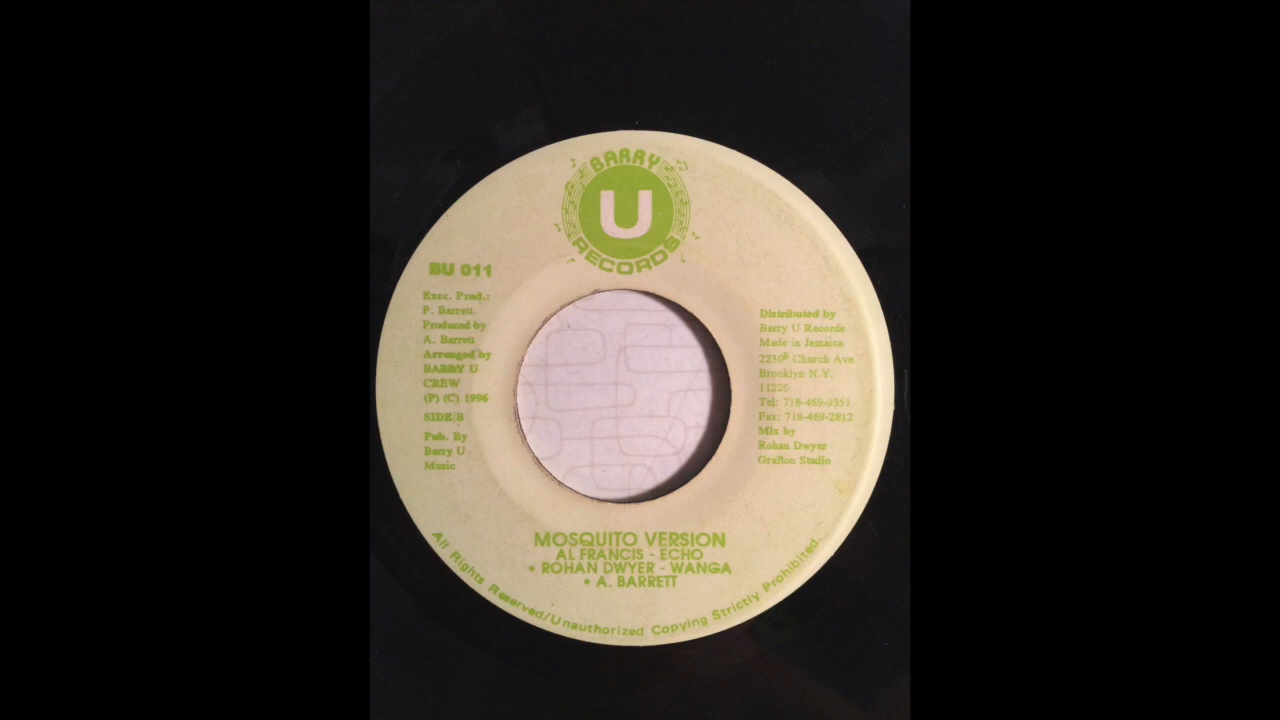 BARRY
U
RECORDS
BU 011
Exec. Prod.:
P. Barrett
Produced by
A. Barrett
Arranged by
BARRY U
CREW
(P) (C) 1996
SIDE B
Pub. By
Barry U
Music
Distributed by
Barry U Records
Made in Jamaica
2230B Church Ave
Brooklyn N.Y.
11226
Tel: 718-469-9351
Fax: 718-469-2812
Mix by
Rohan Dwyer
Grafton Studio
MOSQUITO VERSION
AL FRANCIS - ECHO
• ROHAN DWYER - WANGA
• A. BARRETT
All Rights Reserved/Unauthorized Copying Strictly Prohibited.